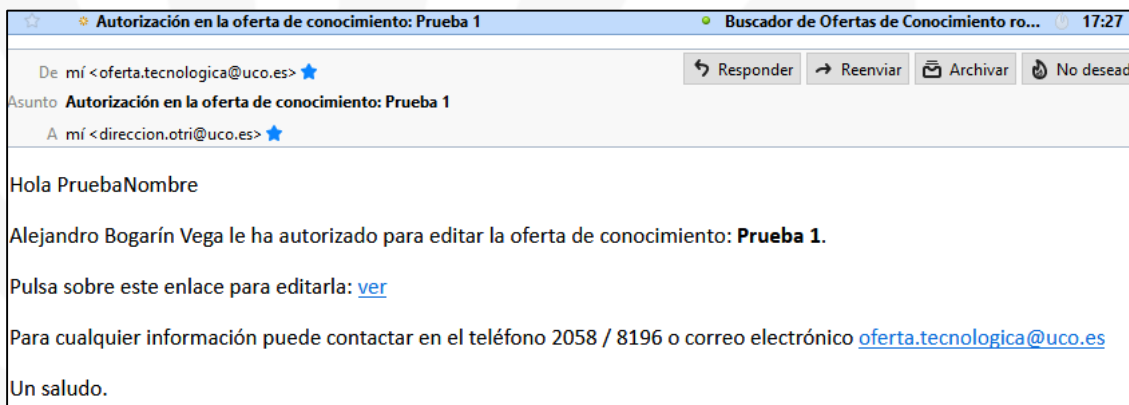 Autorización en la oferta de conocimiento: Prueba 1 Buscador de Ofertas de Conocimiento ro... 17:27
De mí <oferta.tecnologica@uco.es> Responder Reenviar Archivar No desead
Asunto Autorización en la oferta de conocimiento: Prueba 1
A mí <direccion.otri@uco.es>
Hola PruebaNombre
Alejandro Bogarín Vega le ha autorizado para editar la oferta de conocimiento: Prueba 1.
Pulsa sobre este enlace para editarla: ver
Para cualquier información puede contactar en el teléfono 2058 / 8196 o correo electrónico oferta.tecnologica@uco.es
Un saludo.